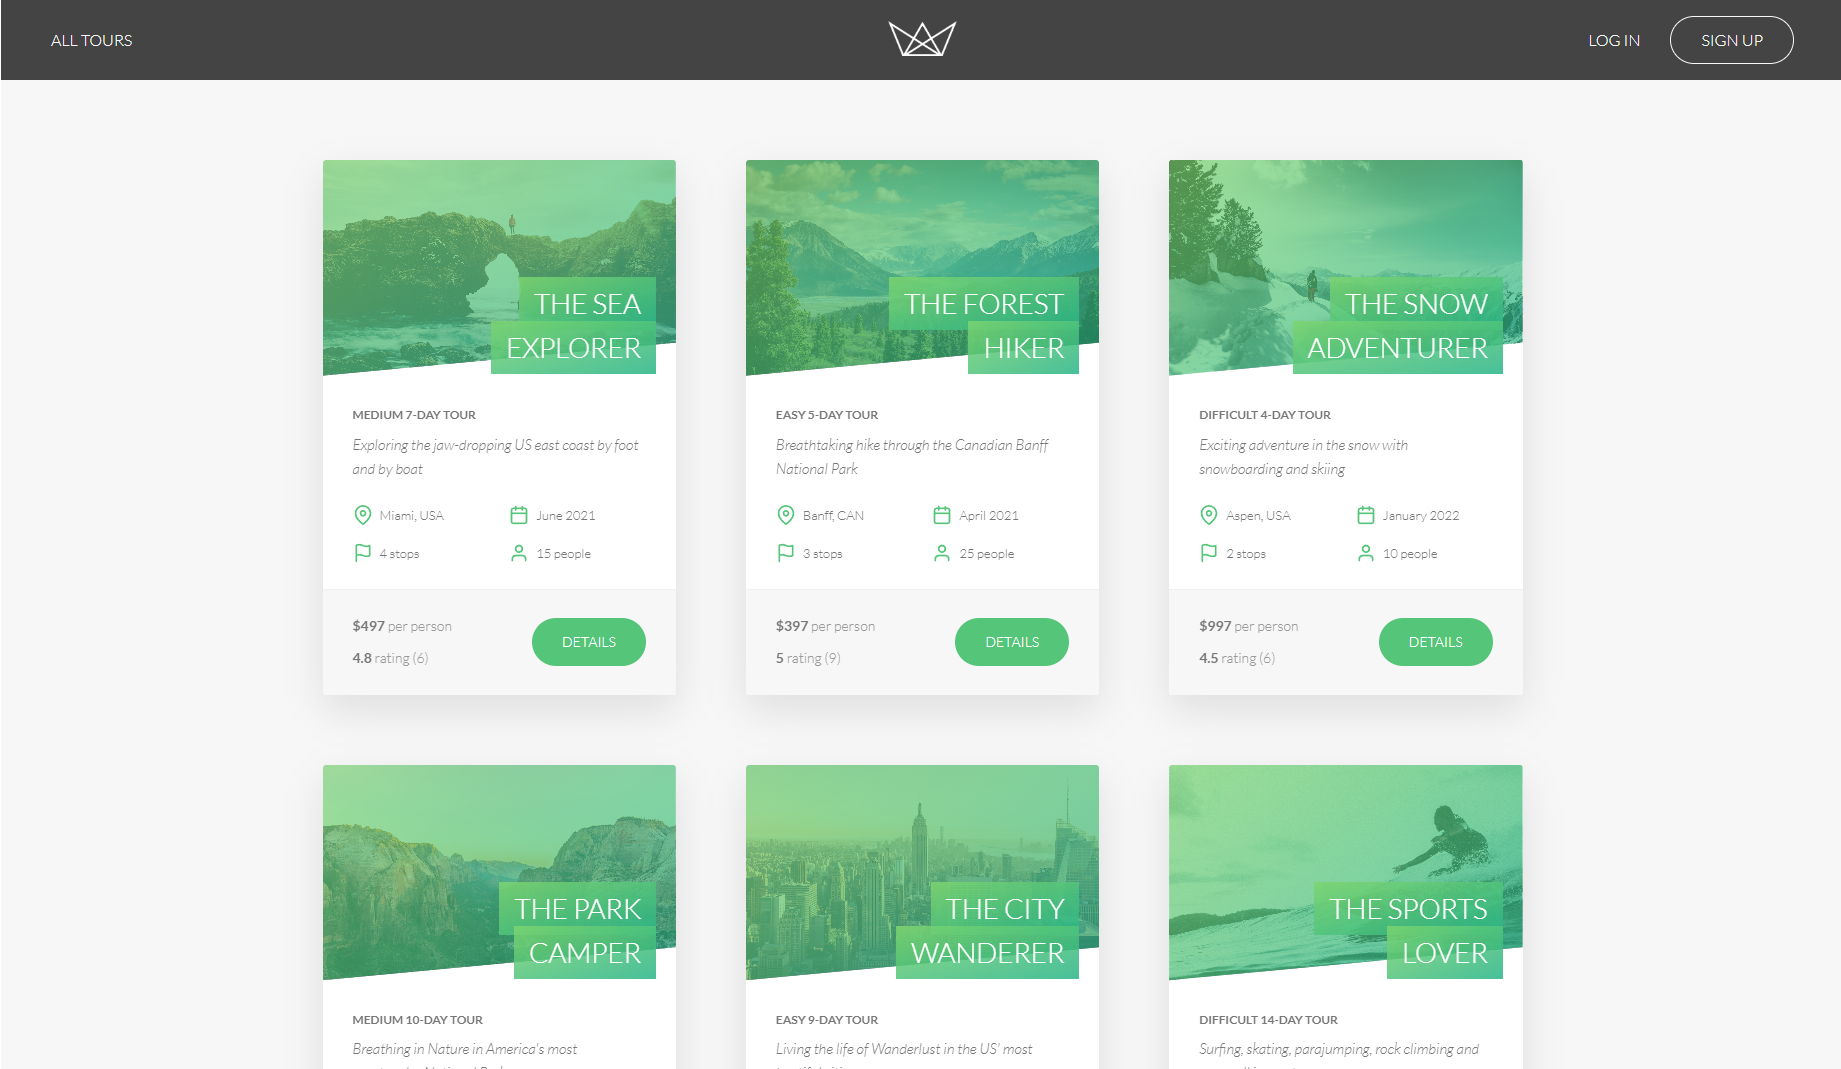 ALL TOURS
LOG IN
SIGN UP
THE SEA
EXPLORER
MEDIUM 7-DAY TOUR
Exploring the jaw-dropping US east coast by foot
and by boat
Miami, USA
June 2021
4 stops
15 people
$497 per person
4.8 rating (6)
DETAILS
THE FOREST
HIKER
EASY 5-DAY TOUR
Breathtaking hike through the Canadian Banff
National Park
Banff, CAN
April 2021
3 stops
25 people
$397 per person
5 rating (9)
DETAILS
THE SNOW
ADVENTURER
DIFFICULT 4-DAY TOUR
Exciting adventure in the snow with
snowboarding and skiing
Aspen, USA
January 2022
2 stops
10 people
$997 per person
4.5 rating (6)
DETAILS
THE PARK
CAMPER
MEDIUM 10-DAY TOUR
Breathing in Nature in America's most
THE CITY
WANDERER
EASY 9-DAY TOUR
Living the life of Wanderlust in the US' most
THE SPORTS
LOVER
DIFFICULT 14-DAY TOUR
Surfing, skating, parajumping, rock climbing and